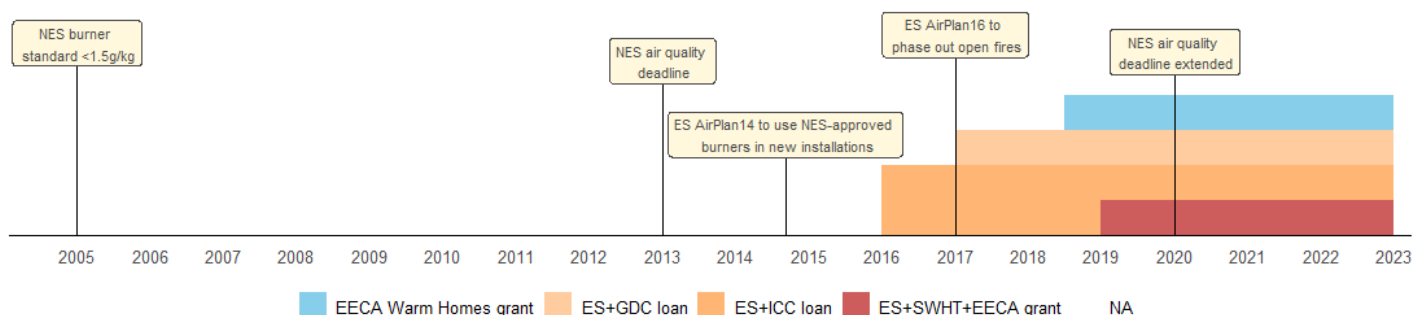 NES burner
standard <1.5g/kg
NES air quality
deadline
ES AirPlan14 to use NES-approved
burners in new installations
ES AirPlan16 to
phase out open fires
NES air quality
deadline extended
2005 2006 2007 2008 2009 2010 2011 2012 2013 2014 2015 2016 2017 2018 2019 2020 2021 2022 2023
EECA Warm Homes grant ES+GDC loan ES+ICC loan ES+SWHT+EECA grant NA